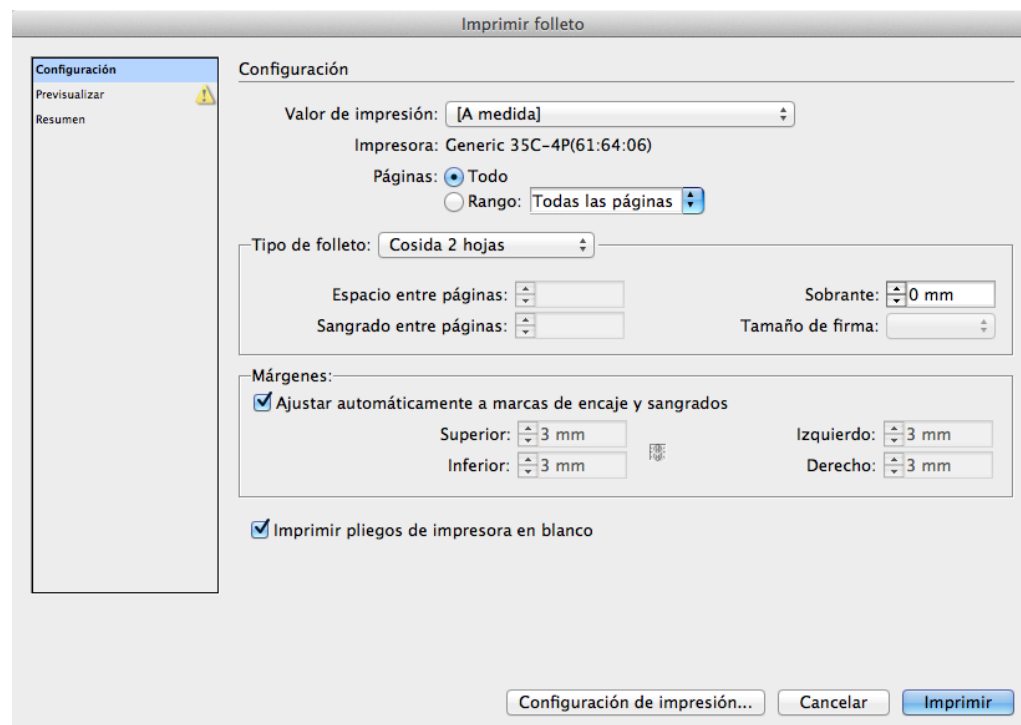 Imprimir folleto
Configuración
Previsualizar
Resumen
Configuración
Valor de impresión: [A medida]
Impresora: Generic 35C-4P(61:64:06)
Páginas: Todo
Rango: Todas las páginas
Tipo de folleto: Cosida 2 hojas
Espacio entre páginas: Sobrante: 0 mm
Sangrado entre páginas: Tamaño de firma:
Márgenes:
Ajustar automáticamente a marcas de encaje y sangrados
Superior: 3 mm Izquierdo: 3 mm
Inferior: 3 mm Derecho: 3 mm
Imprimir pliegos de impresora en blanco
Configuración de impresión... Cancelar Imprimir